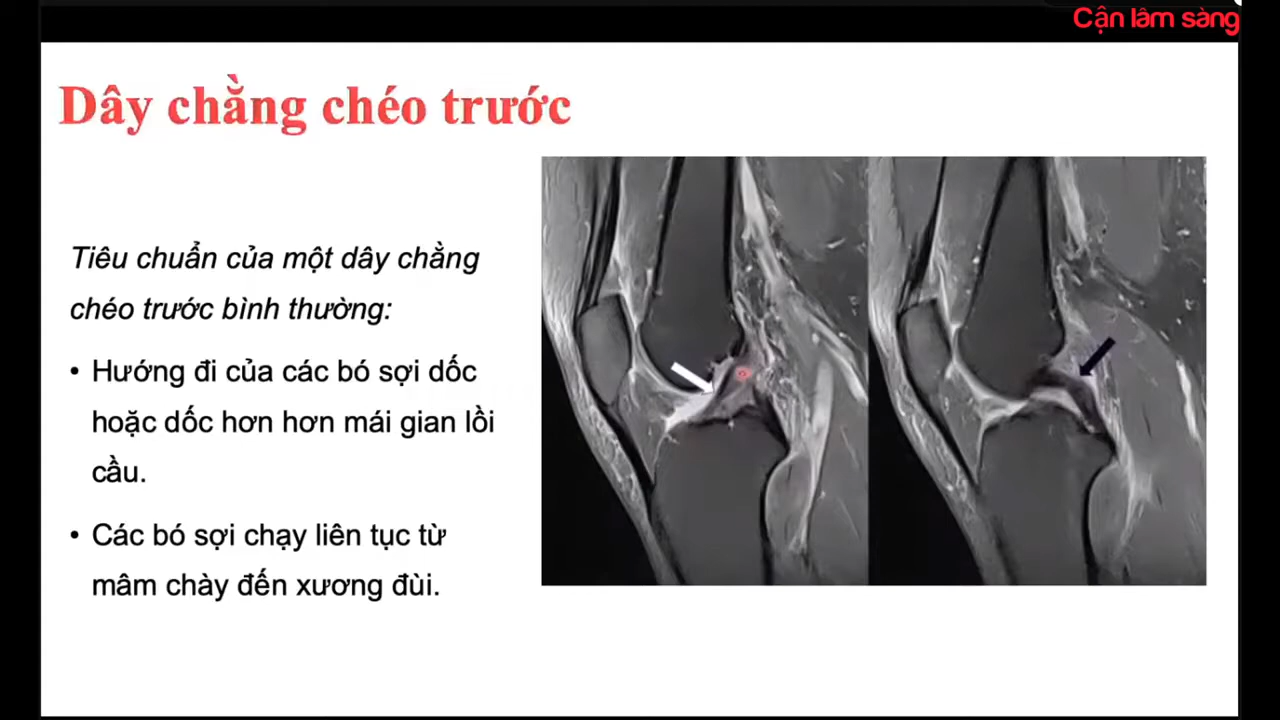 Cận lâm sàng
Dây chằng chéo trước
Tiêu chuẩn của một dây chằng
chéo trước bình thường:
• Hướng đi của các bó sợi dốc
hoặc dốc hơn hơn mái gian lồi
cầu.
• Các bó sợi chạy liên tục từ
mâm chày đến xương đùi.